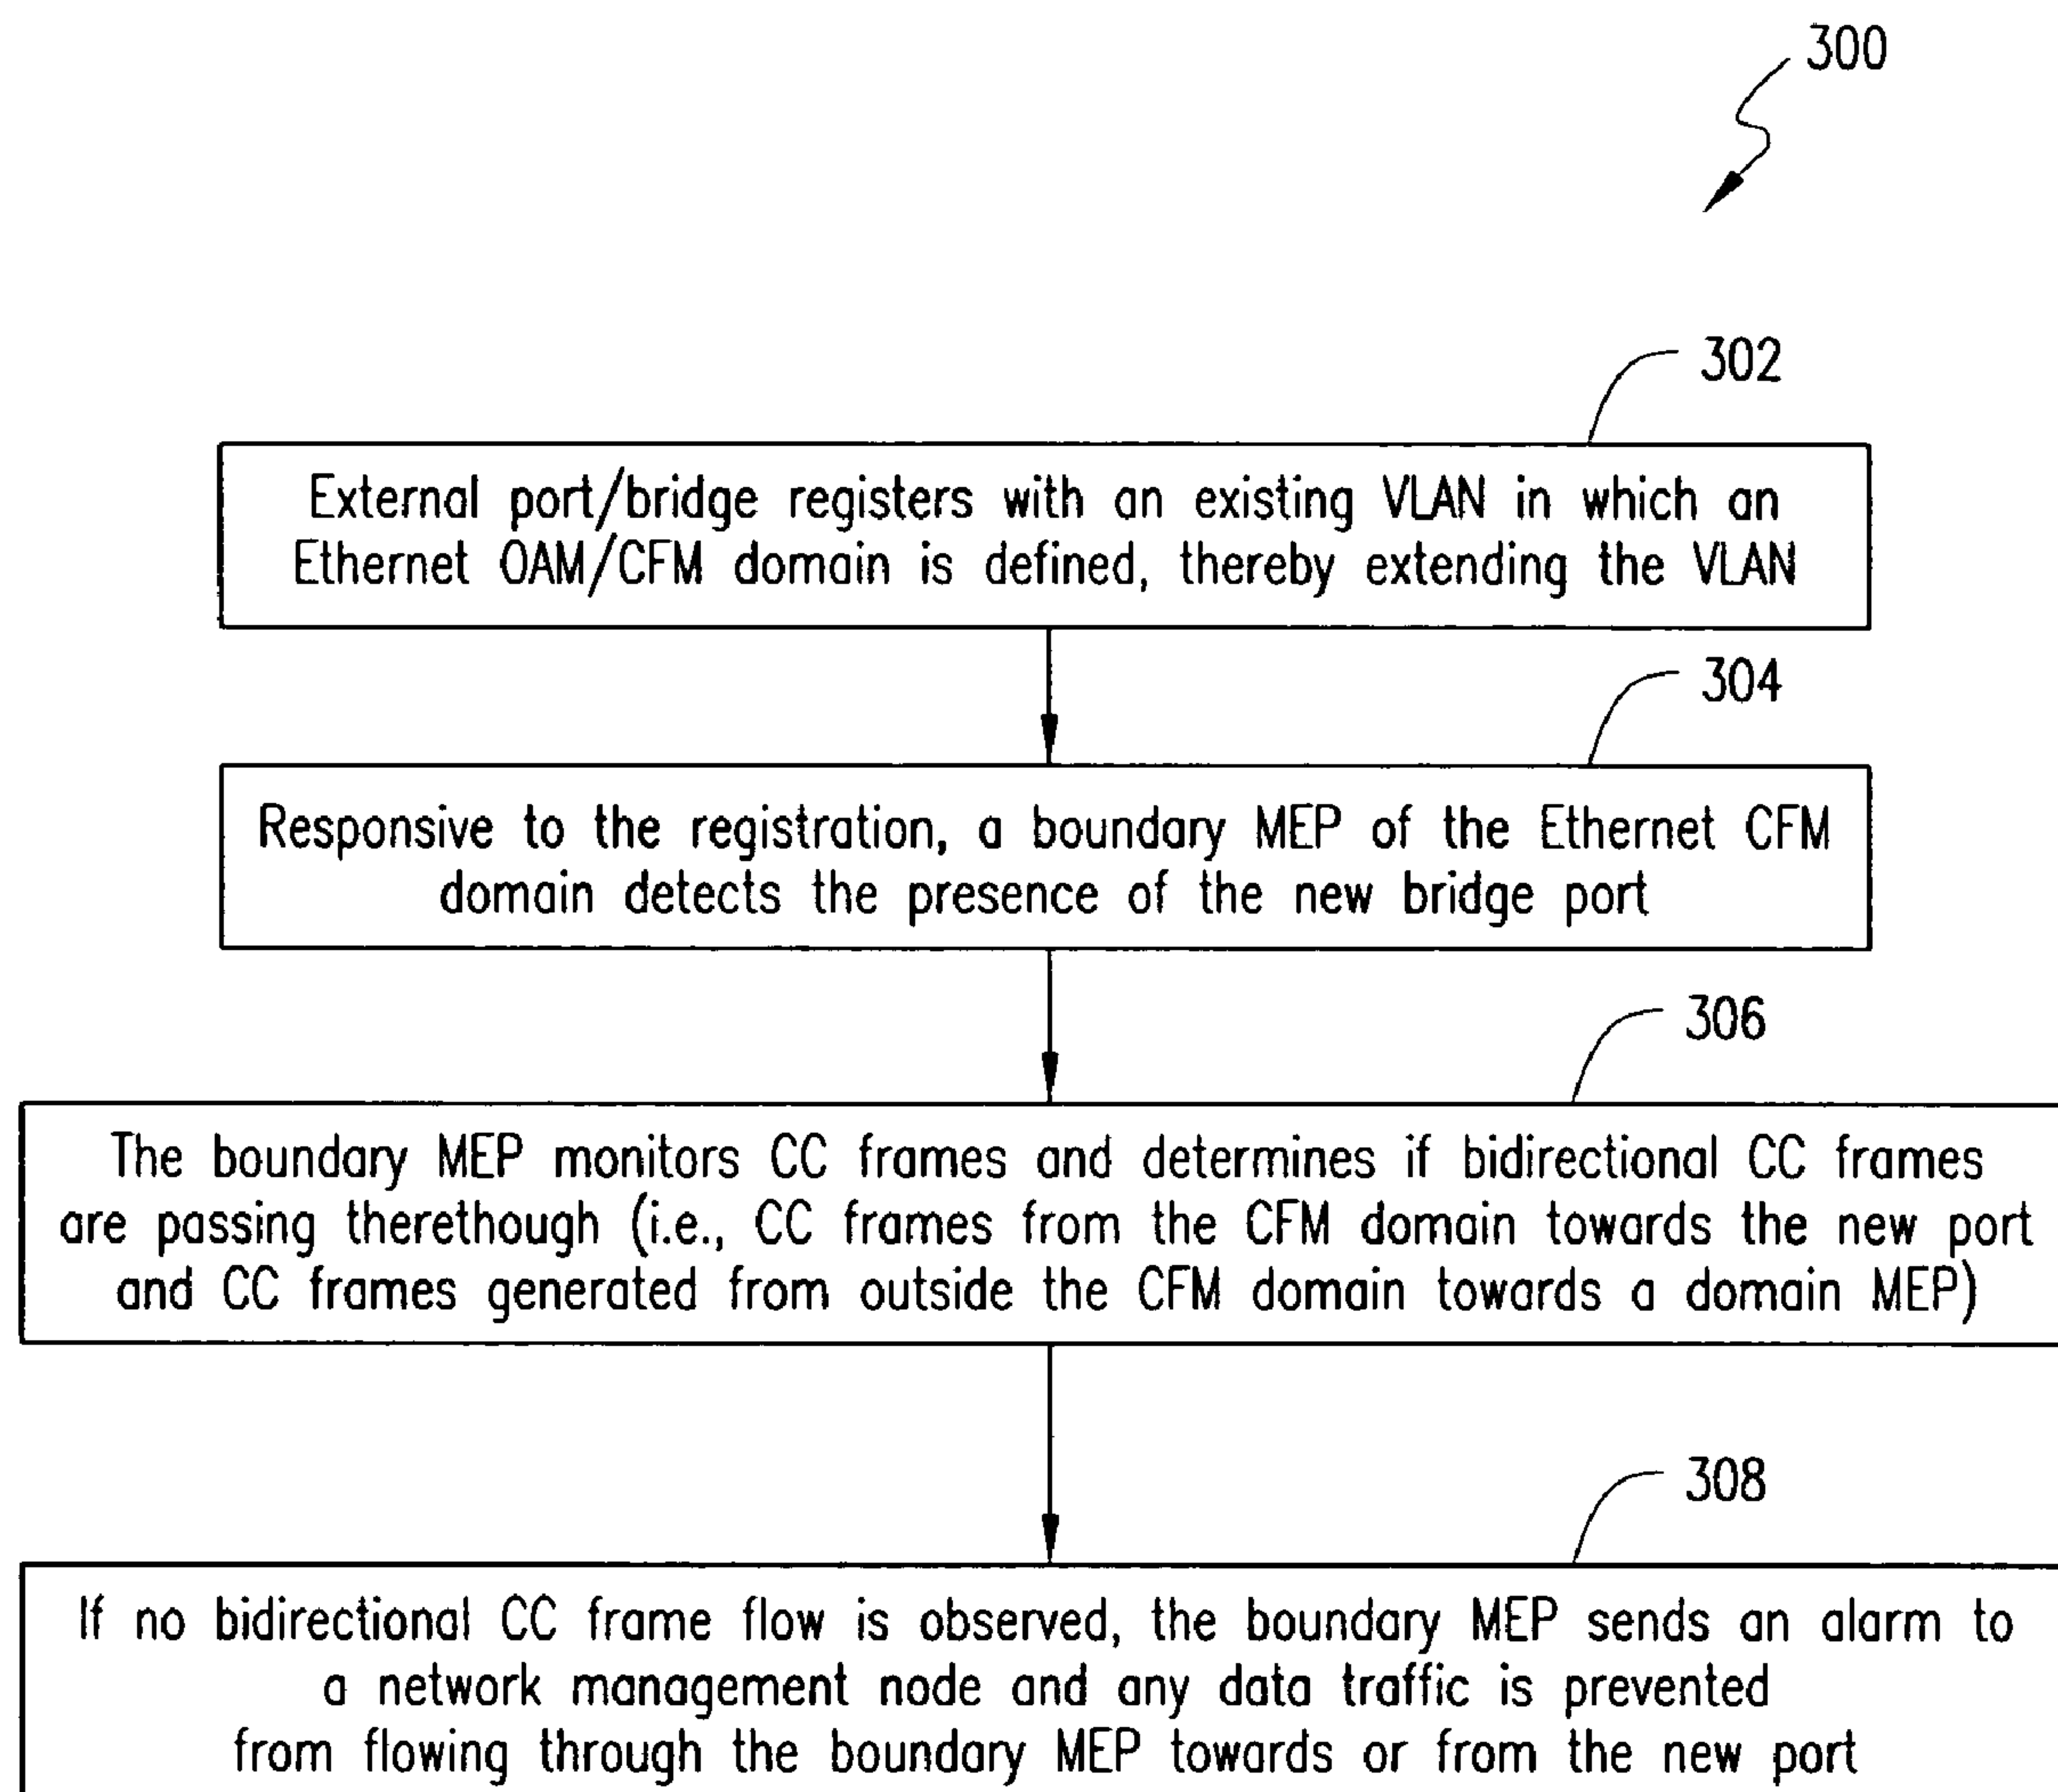 300
302
External port/bridge registers with an existing VLAN in which an
Ethernet OAM/CFM domain is defined, thereby extending the VLAN
304
Responsive to the registration, a boundary MEP of the Ethernet CFM
domain detects the presence of the new bridge port
306
The boundary MEP monitors CC frames and determines if bidirectional CC frames
are passing therethough (i.e., CC frames from the CFM domain towards the new port
and CC frames generated from outside the CFM domain towards a domain MEP)
308
If no bidirectional CC frame flow is observed, the boundary MEP sends an alarm to
a network management node and any data traffic is prevented
from flowing through the boundary MEP towards or from the new port